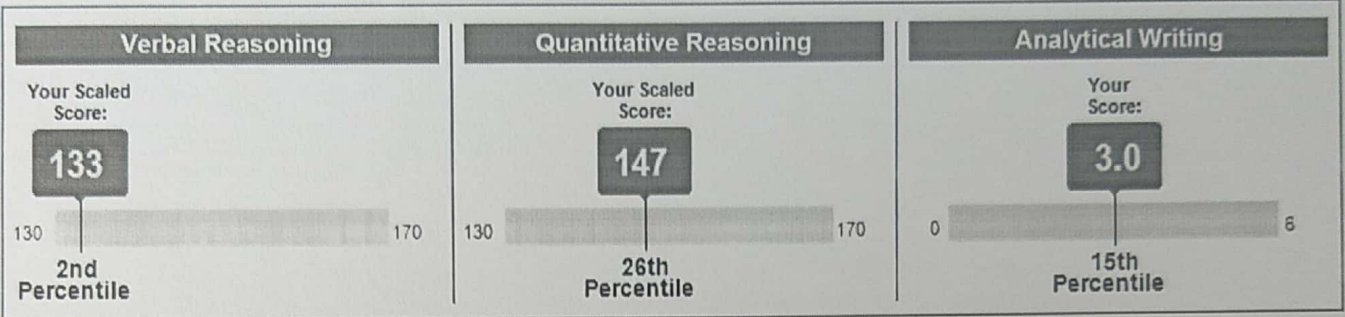 Verbal Reasoning
Your Scaled
Score:
133
130
170
2nd
Percentile
Quantitative Reasoning
Your Scaled
Score:
147
130
170
26th
Percentile
Analytical Writing
Your
Score:
3.0
0
6
15th
Percentile